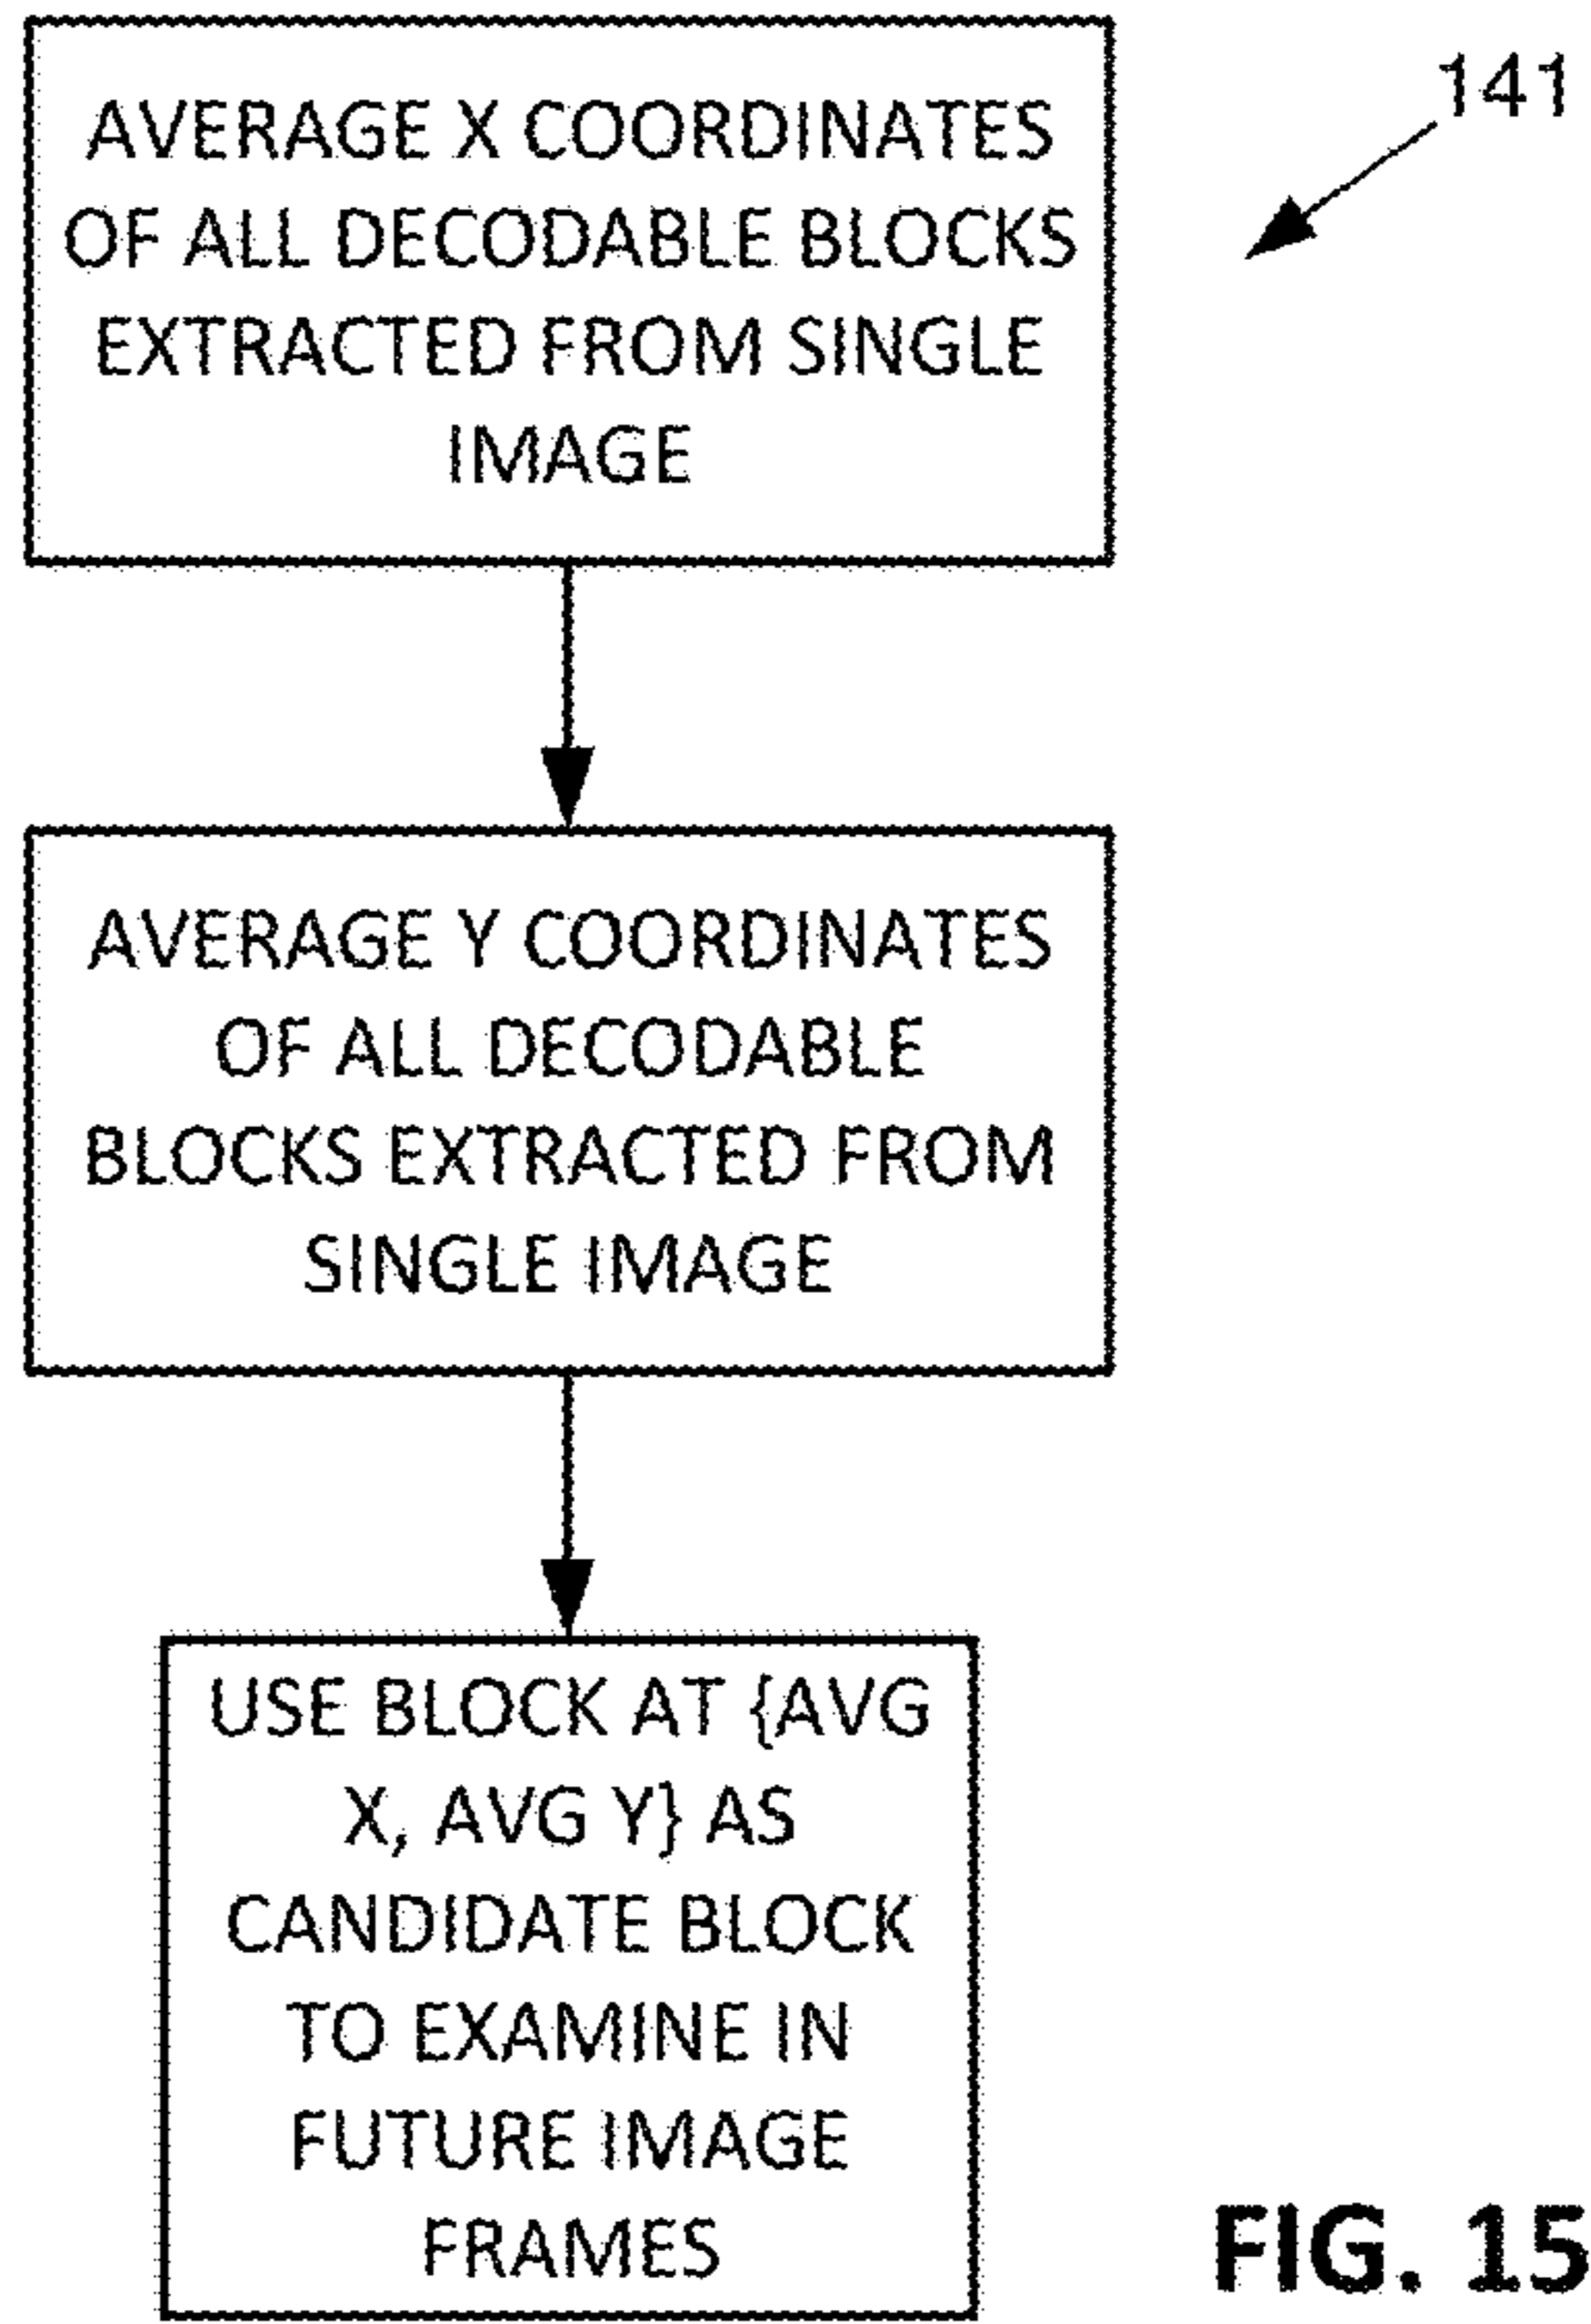 AVERAGE X COORDINATES
OF ALL DECODABLE BLOCKS
EXTRACTED FROM SINGLE
IMAGE
141
AVERAGE Y COORDINATES
OF ALL DECODABLE
BLOCKS EXTRACTED FROM
SINGLE IMAGE
USE BLOCK AT {AVG
X, AVG Y} AS
CANDIDATE BLOCK
TO EXAMINE IN
FUTURE IMAGE
FRAMES
FIG. 15